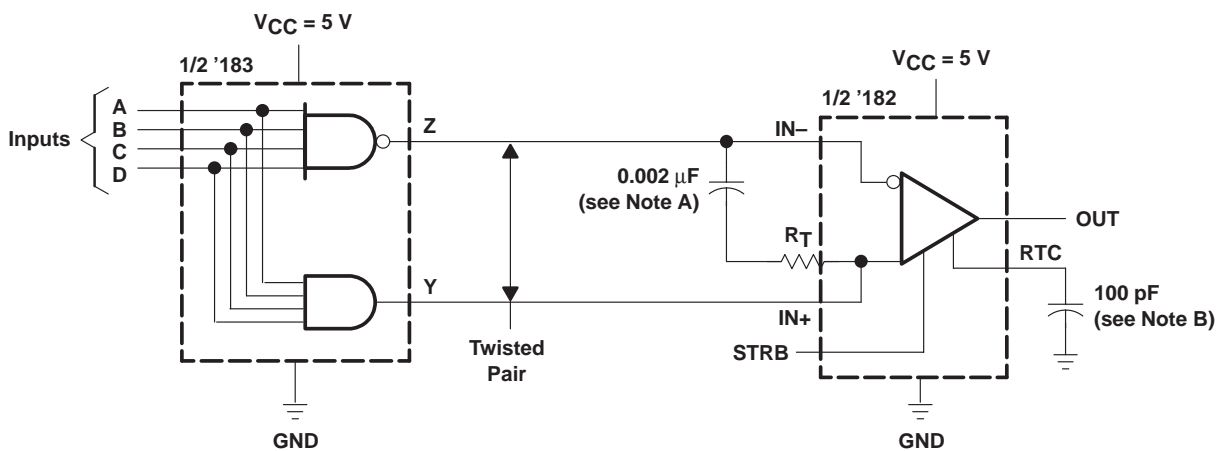 VCC = 5 V
1/2 '183
Inputs
A
B
C
D
Z
Y
Twisted
Pair
GND
VCC = 5 V
1/2 '182
IN–
0.002 μF
(see Note A)
RT
IN+
STRB
OUT
RTC
100 pF
(see Note B)
GND